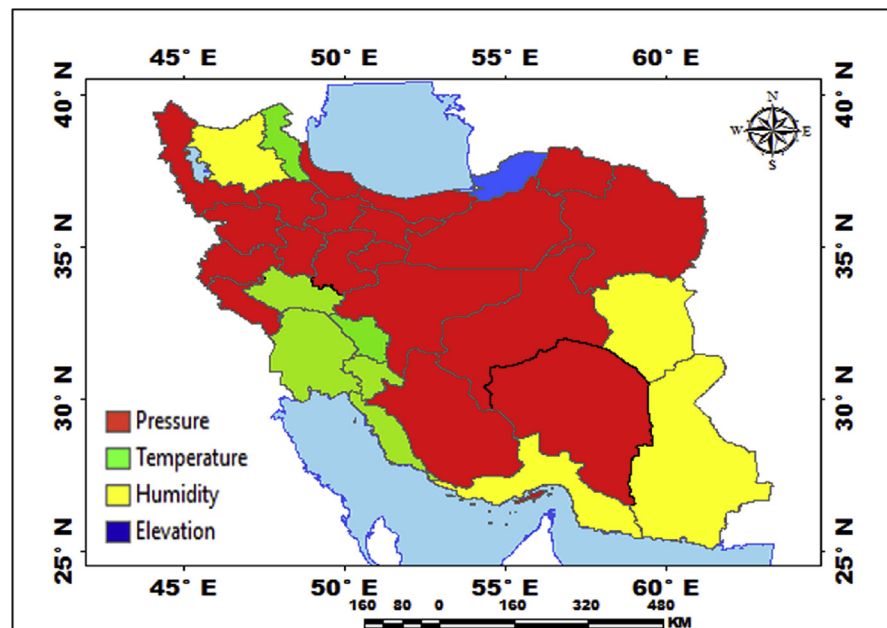 45° E 50° E 55° E 60° E
40° N 40° N
N
W E
S
35° N 35° N
30° N 30° N
Pressure
Temperature
Humidity
Elevation
25° N 25° N
45° E 50° E 55° E 60° E
160 80 0 160 320 480
KM